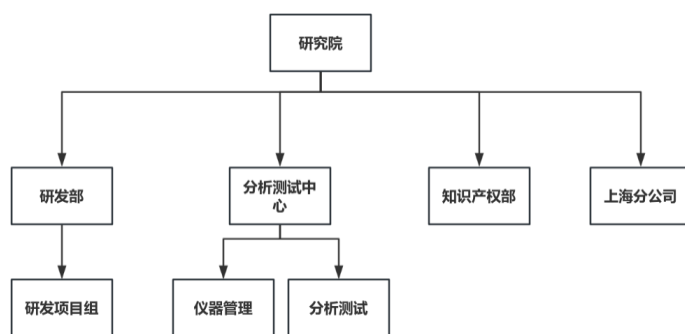 研究院
研发部
分析测试中
心
知识产权部
上海分公司
研发项目组
仪器管理
分析测试